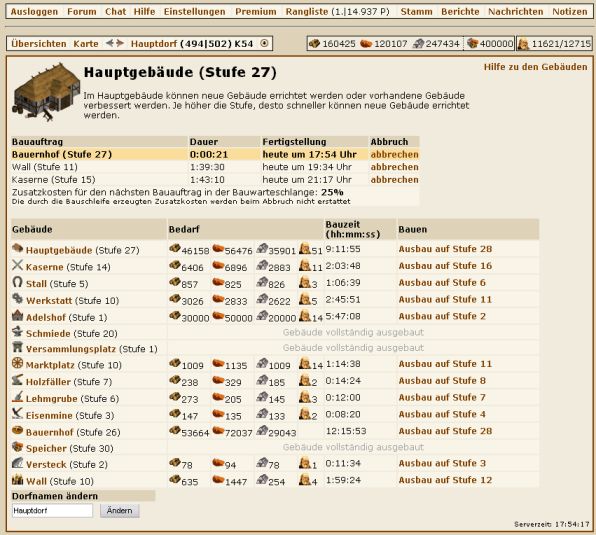 Ausloggen Forum Chat Hilfe Einstellungen Premium Rangliste (1.|14.937 P) Stamm Berichte Nachrichten Notizen
Übersichten Karte Hauptdorf (494|502) K54 160425 120107 247434 400000 11621/12715
Hauptgebäude (Stufe 27)
Hilfe zu den Gebäuden
Im Hauptgebäude können neue Gebäude errichtet werden oder vorhandene Gebäude
verbessert werden. Je höher die Stufe, desto schneller können neue Gebäude errichtet
werden.
Bauauftrag Dauer Fertigstellung Abbruch
Bauernhof (Stufe 27) 0:00:21 heute um 17:54 Uhr abbrechen
Wall (Stufe 11) 1:39:30 heute um 19:34 Uhr abbrechen
Kaserne (Stufe 15) 1:43:10 heute um 21:17 Uhr abbrechen
Zusatzkosten für den nächsten Bauauftrag in der Bauwarteschlange: 25%
Die durch die Bauschleife erzeugten Zusatzkosten werden beim Abbruch nicht erstattet
Gebäude Bedarf Bauzeit (hh:mm:ss) Bauen
Hauptgebäude (Stufe 27) 46158 56476 35901 51 9:11:55 Ausbau auf Stufe 28
Kaserne (Stufe 14) 6406 6896 2883 11 2:03:48 Ausbau auf Stufe 16
Stall (Stufe 5) 857 825 826 3 1:06:39 Ausbau auf Stufe 6
Werkstatt (Stufe 10) 3026 2833 2622 5 2:45:51 Ausbau auf Stufe 11
Adelshof (Stufe 1) 30000 50000 20000 14 5:47:08 Ausbau auf Stufe 2
Schmiede (Stufe 20) Gebäude vollständig ausgebaut
Versammlungsplatz (Stufe 1) Gebäude vollständig ausgebaut
Marktplatz (Stufe 10) 1009 1135 1009 14 1:14:38 Ausbau auf Stufe 11
Holzfäller (Stufe 7) 238 329 185 2 0:14:24 Ausbau auf Stufe 8
Lehmgrube (Stufe 6) 273 205 145 3 0:12:00 Ausbau auf Stufe 7
Eisenmine (Stufe 3) 147 135 133 2 0:08:20 Ausbau auf Stufe 4
Bauernhof (Stufe 26) 53664 72037 29043 12:15:53 Ausbau auf Stufe 28
Speicher (Stufe 30) Gebäude vollständig ausgebaut
Versteck (Stufe 2) 78 94 78 1 0:11:34 Ausbau auf Stufe 3
Wall (Stufe 10) 635 1447 254 4 1:59:24 Ausbau auf Stufe 12
Dorfnamen ändern
Hauptdorf Ändern
Serverzeit: 17:54:17